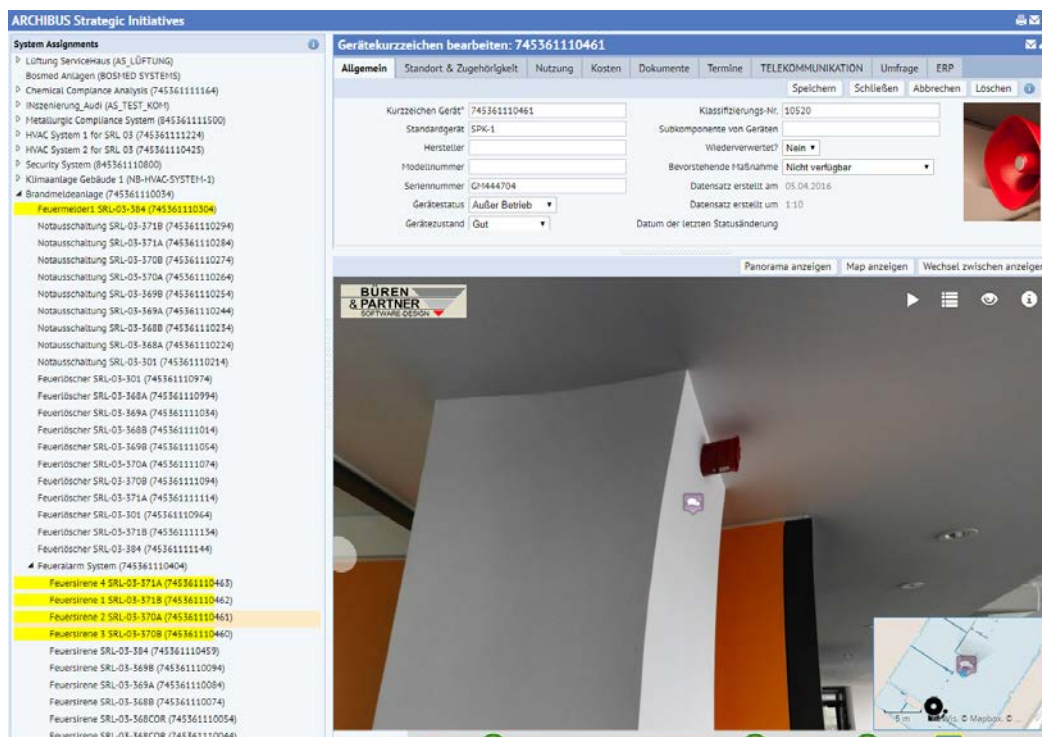 ARCHIBUS Strategic Initiatives
System Assignments
Lüftung ServiceHaus (AS_LÜFTUNG)
Bosmed Anlagen (BOSMED SYSTEMS)
Chemical Compliance Analysis (745361111164)
INszenierung_Audi (AS_TEST_KOM)
Metallurgic Compliance System (845361111500)
HVAC System 1 for SRL 03 (745361111224)
HVAC System 2 for SRL 03 (745361110425)
Security System (845361110800)
Klimaanlage Gebäude 1 (NB-HVAC-SYSTEM-1)
Brandmeldeanlage (745361110034)
Feuermelder1 SRL-03-384 (745361110304)
Notausschaltung SRL-03-371B (745361110294)
Notausschaltung SRL-03-371A (745361110284)
Notausschaltung SRL-03-370B (745361110274)
Notausschaltung SRL-03-370A (745361110264)
Notausschaltung SRL-03-369B (745361110254)
Notausschaltung SRL-03-369A (745361110244)
Notausschaltung SRL-03-368B (745361110234)
Notausschaltung SRL-03-368A (745361110224)
Notausschaltung SRL-03-301 (745361110214)
Feuerlöscher SRL-03-301 (745361110974)
Feuerlöscher SRL-03-368A (745361110994)
Feuerlöscher SRL-03-369A (745361111034)
Feuerlöscher SRL-03-368B (745361111014)
Feuerlöscher SRL-03-369B (745361111054)
Feuerlöscher SRL-03-370A (745361111074)
Feuerlöscher SRL-03-370B (745361111094)
Feuerlöscher SRL-03-371A (745361111114)
Feuerlöscher SRL-03-301 (745361110964)
Feuerlöscher SRL-03-371B (745361111134)
Feuerlöscher SRL-03-384 (745361111144)
Feueralarm System (745361110404)
Feuersirene 4 SRL-03-371A (745361110463)
Feuersirene 1 SRL-03-371B (745361110462)
Feuersirene 2 SRL-03-370A (745361110461)
Feuersirene 3 SRL-03-370B (745361110460)
Feuersirene SRL-03-384 (745361110459)
Feuersirene SRL-03-369B (745361110094)
Feuersirene SRL-03-369A (745361110084)
Feuersirene SRL-03-368B (745361110074)
Feuersirene SRL-03-368COR (745361110054)
Feuersirene SRL-03-368COR (745361110044)
Gerätekurzzeichen bearbeiten: 745361110461
Allgemein Standort & Zugehörigkeit Nutzung Kosten Dokumente Termine TELEKOMMUNIKATION Umfrage ERP
Speichern Schließen Abbrechen Löschen
Kurzzeichen Gerät* 745361110461
Standardgerät SPK-1
Hersteller
Modellnummer
Seriennummer GM444704
Gerätestatus Außer Betrieb
Gerätezustand Gut
Klassifizierungs-Nr. 10520
Subkomponente von Geräten
Wiederverwertet? Nein
Bevorstehende Maßnahme Nicht verfügbar
Datensatz erstellt am 05.04.2016
Datensatz erstellt um 1:10
Datum der letzten Statusänderung
Panorama anzeigen Map anzeigen Wechsel zwischen anzeigen
BÜREN
& PARTNER
SOFTWARE-DESIGN
5 m
© Mapbox, © ...